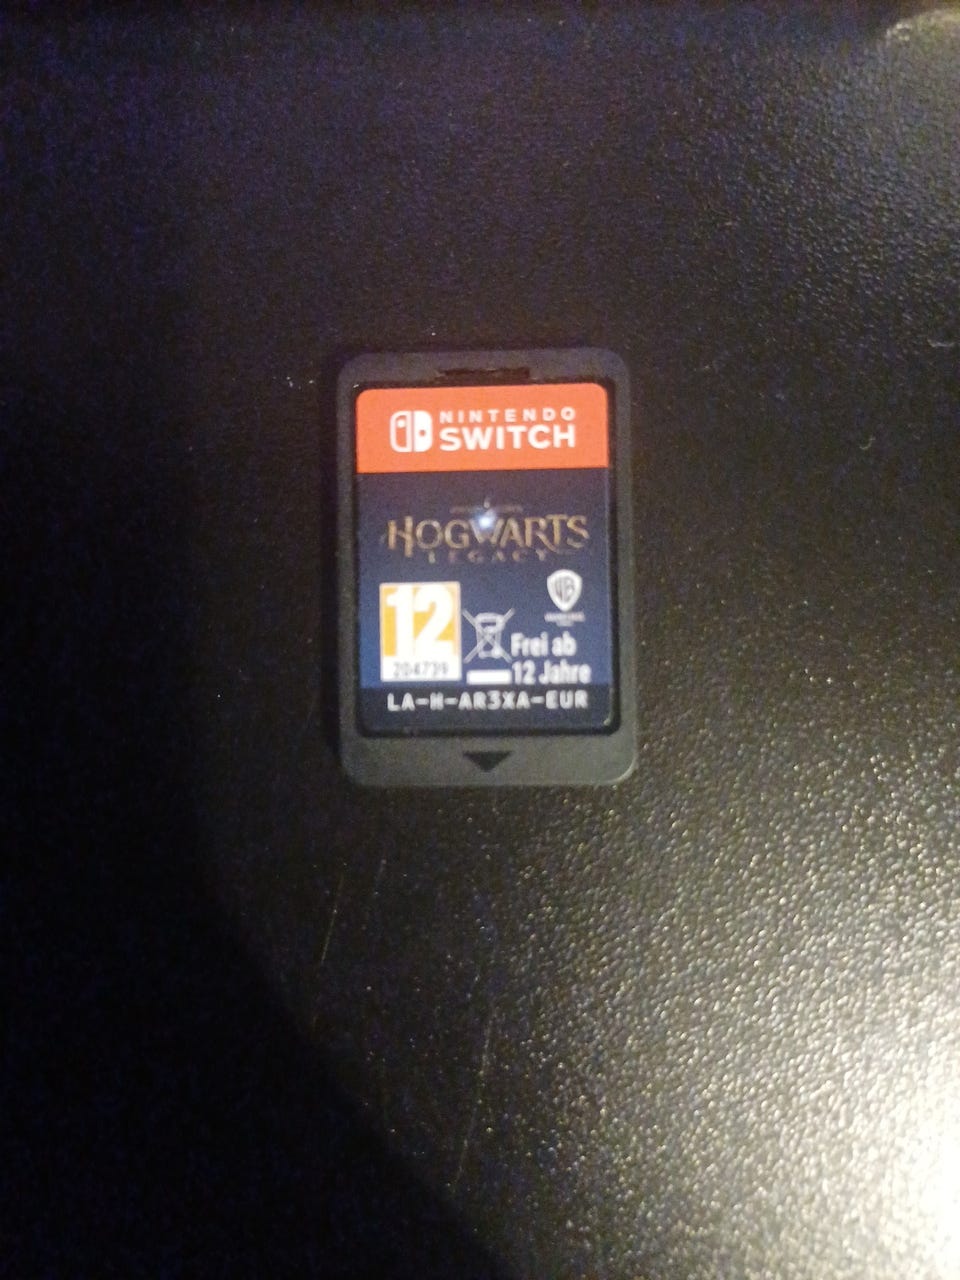 NINTENDO
SWITCH
HOGWARTS
LEGACY
12
204739
Frei ab
12 Jahre
LA-H-AR3XA-EUR